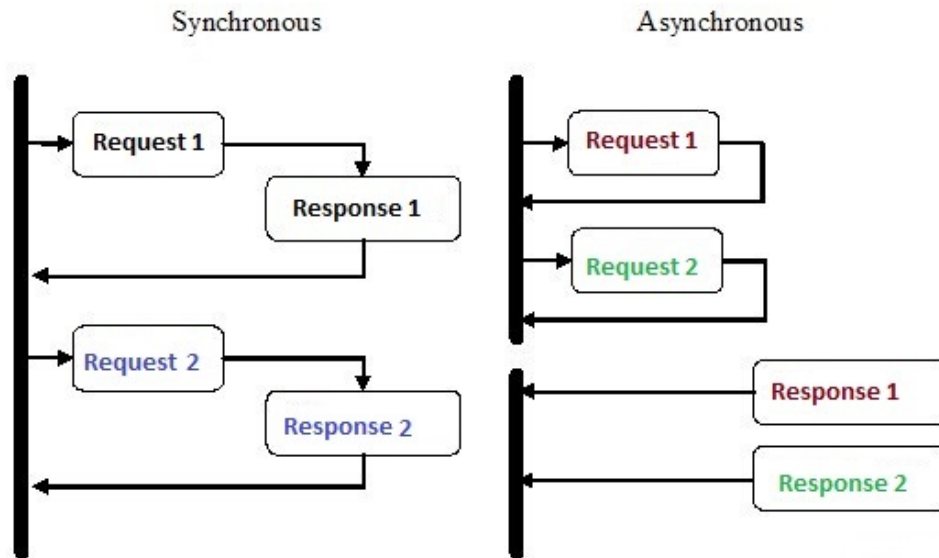 Synchronous
Asynchronous
Request 1
Response 1
Request 2
Response 2
Request 1
Request 2
Response 1
Response 2